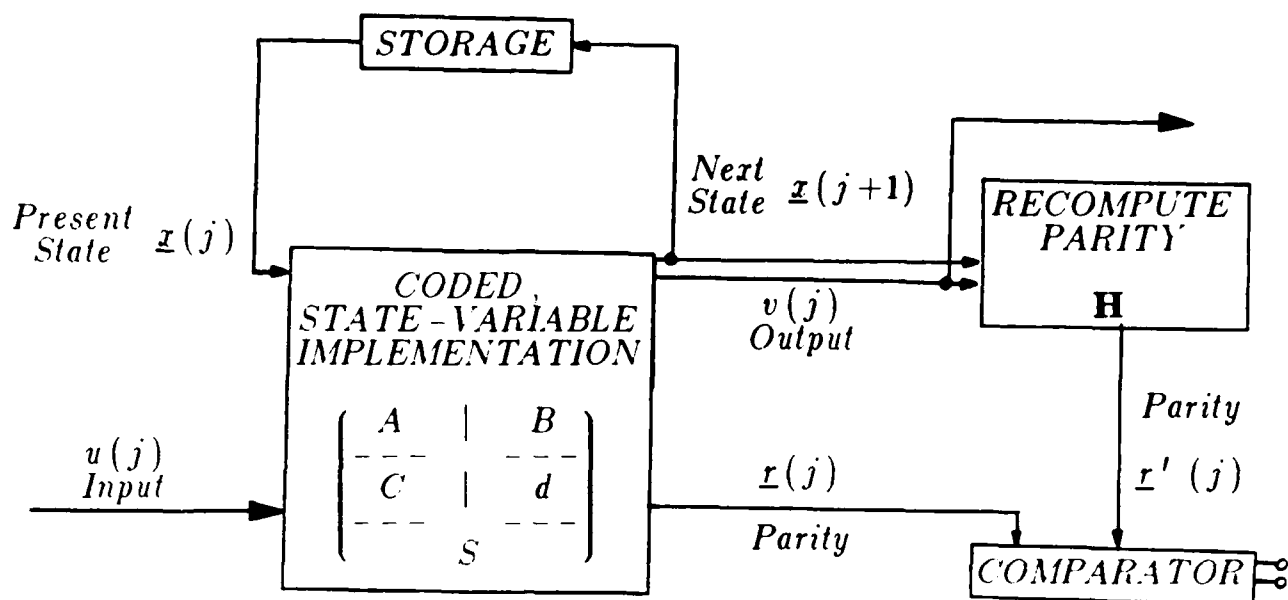 STORAGE
Present
State x(j)
Next
State x(j+1)
RECOMPUTE
PARITY
H
CODED,
STATE-VARIABLE
IMPLEMENTATION
A | B
--- ---
C | d
--- ---
S
v(j)
Output
u(j)
Input
r(j)
Parity
Parity
r' (j)
COMPARATOR